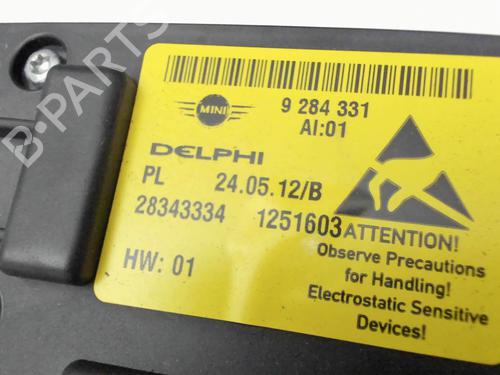 B-PARTS
9 284 331
MINI
AI:01
DELPHI
PL 24.05.12/B
28343334 1251603
HW: 01
ATTENTION!
Observe Precautions
for Handling!
Electrostatic Sensitive
Devices!